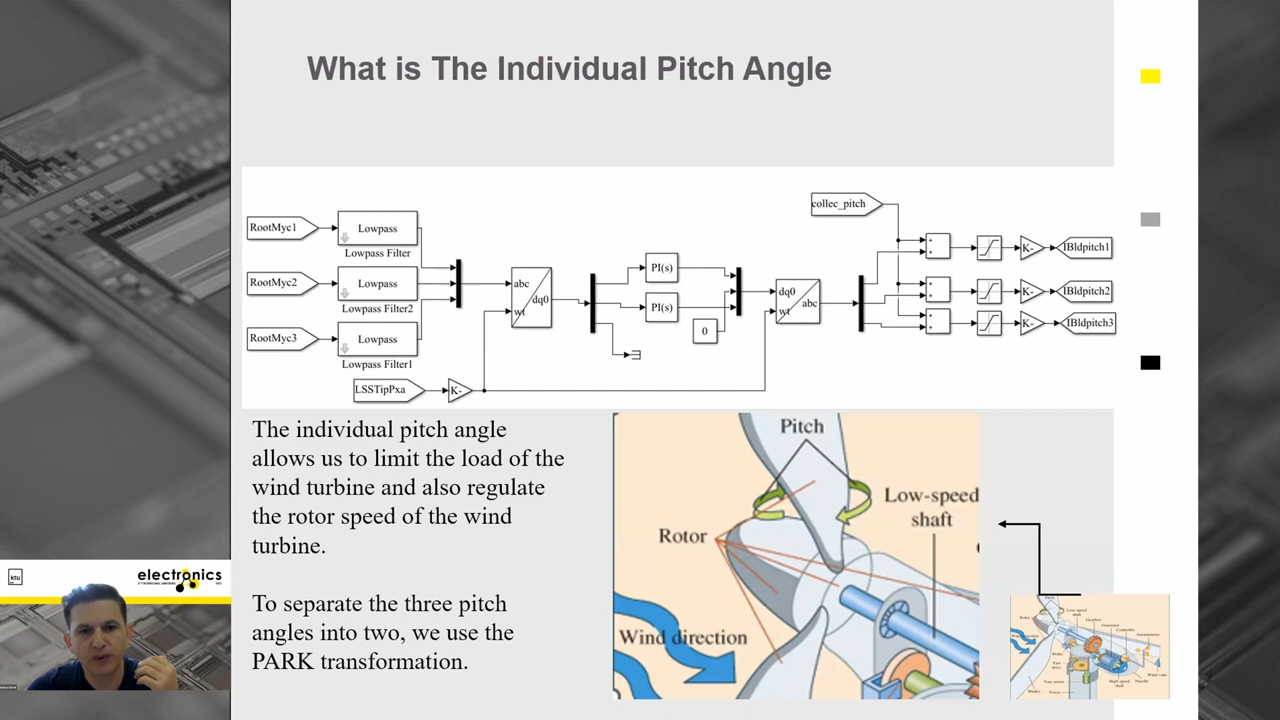 What is The Individual Pitch Angle
collec_pitch
RootMyc1
Lowpass
Lowpass Filter
RootMyc2
Lowpass
Lowpass Filter2
RootMyc3
Lowpass
Lowpass Filter1
LSSTipPxa
K-
abc
wt
dq0
PI(s)
PI(s)
0
dq0
wt
abc
K-
IBldpitch1
K-
IBldpitch2
K-
IBldpitch3
The individual pitch angle
allows us to limit the load of the
wind turbine and also regulate
the rotor speed of the wind
turbine.
To separate the three pitch
angles into two, we use the
PARK transformation.
Pitch
Low-speed
shaft
Rotor
Wind direction
ktu
electronics